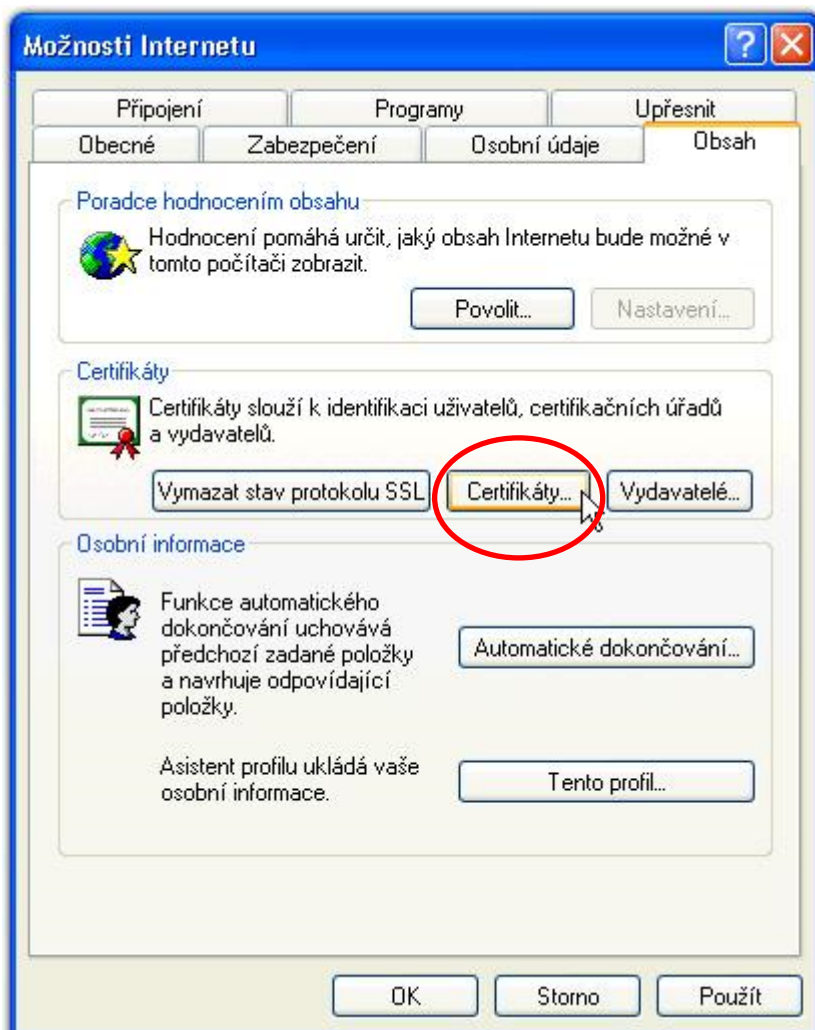 Možnosti Internetu
Připojení
Programy
Upřesnit
Obecné
Zabezpečení
Osobní údaje
Obsah
Poradce hodnocením obsahu
Hodnocení pomáhá určit, jaký obsah Internetu bude možné v
tomto počítači zobrazit.
Povolit...
Nastavení...
Certifikáty
Certifikáty slouží k identifikaci uživatelů, certifikačních úřadů
a vydavatelů.
Vymazat stav protokolu SSL
Certifikáty...
Vydavatelé...
Osobní informace
Funkce automatického
dokončování uchovává
předchozí zadané položky
a navrhuje odpovídající
položky.
Automatické dokončování...
Asistent profilu ukládá vaše
osobní informace.
Tento profil...
OK
Storno
Použít